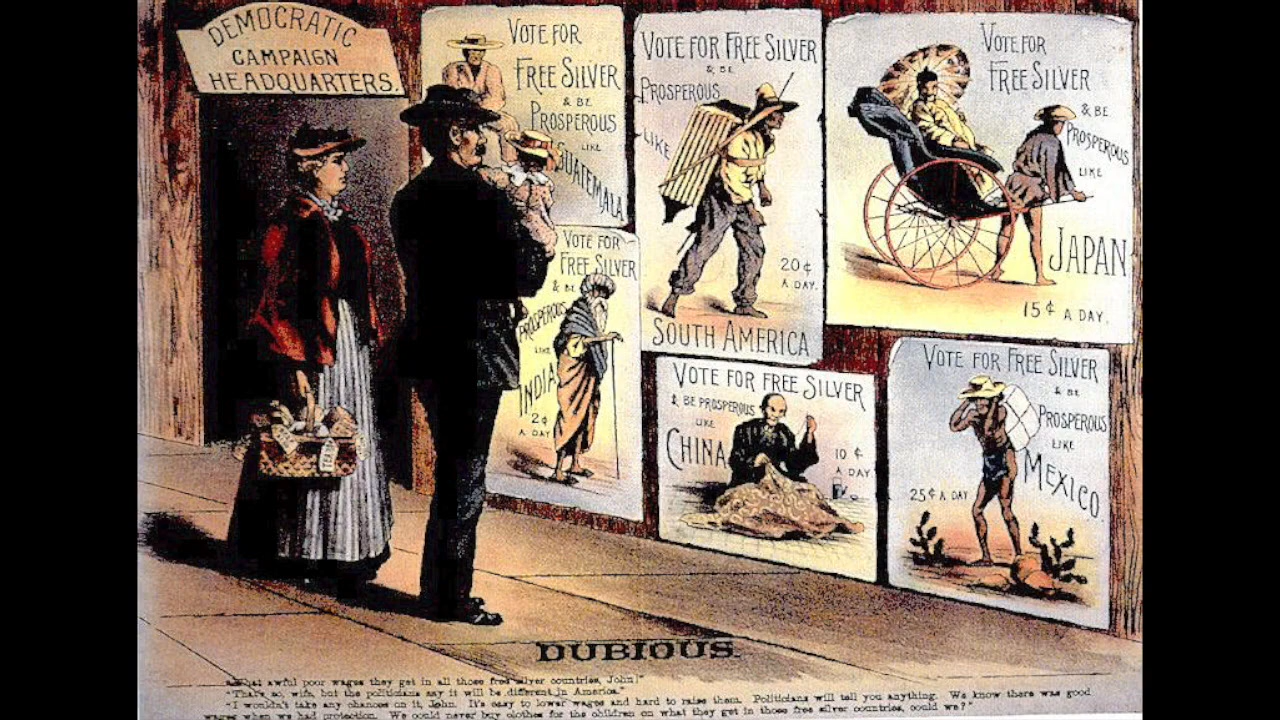 DEMOCRATIC
CAMPAIGN
HEADQUARTERS.
VOTE FOR
FREE SILVER
& BE
PROSPEROUS
LIKE
GUATEMALA
VOTE FOR FREE SILVER
& BE
PROSPEROUS
LIKE
20¢
A DAY.
SOUTH AMERICA
VOTE FOR
FREE SILVER
& BE
PROSPEROUS
LIKE
JAPAN
15¢ A DAY.
VOTE FOR
FREE SILVER
& BE
PROSPEROUS
LIKE
INDIA
2¢
A DAY
VOTE FOR FREE SILVER
& BE PROSPEROUS
LIKE
CHINA
10 ¢
A DAY
VOTE FOR FREE SILVER
& BE
PROSPEROUS
LIKE
MEXICO
25¢ A DAY
DUBIOUS.
awful poor wages they get in all those free silver countries, John!"
"That's so, wife, but the politicians say it will be different in America."
"I wouldn't take any chances on it, John. It's easy to lower wages and hard to raise them. Politicians will tell you anything. We know there was good
wages when we had protection. We could never buy clothes for the children on what they get in those free silver countries, could we?"